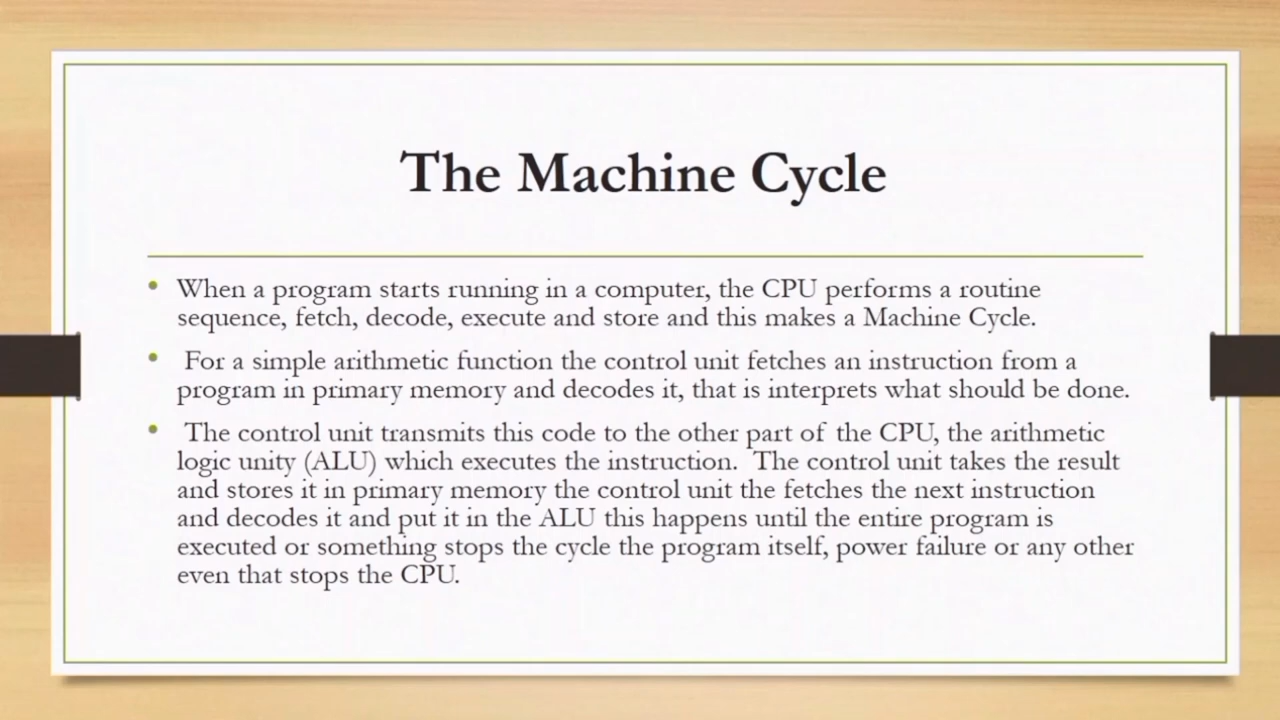 The Machine Cycle
• When a program starts running in a computer, the CPU performs a routine
sequence, fetch, decode, execute and store and this makes a Machine Cycle.
• For a simple arithmetic function the control unit fetches an instruction from a
program in primary memory and decodes it, that is interprets what should be done.
• The control unit transmits this code to the other part of the CPU, the arithmetic
logic unity (ALU) which executes the instruction. The control unit takes the result
and stores it in primary memory the control unit the fetches the next instruction
and decodes it and put it in the ALU this happens until the entire program is
executed or something stops the cycle the program itself, power failure or any other
even that stops the CPU.